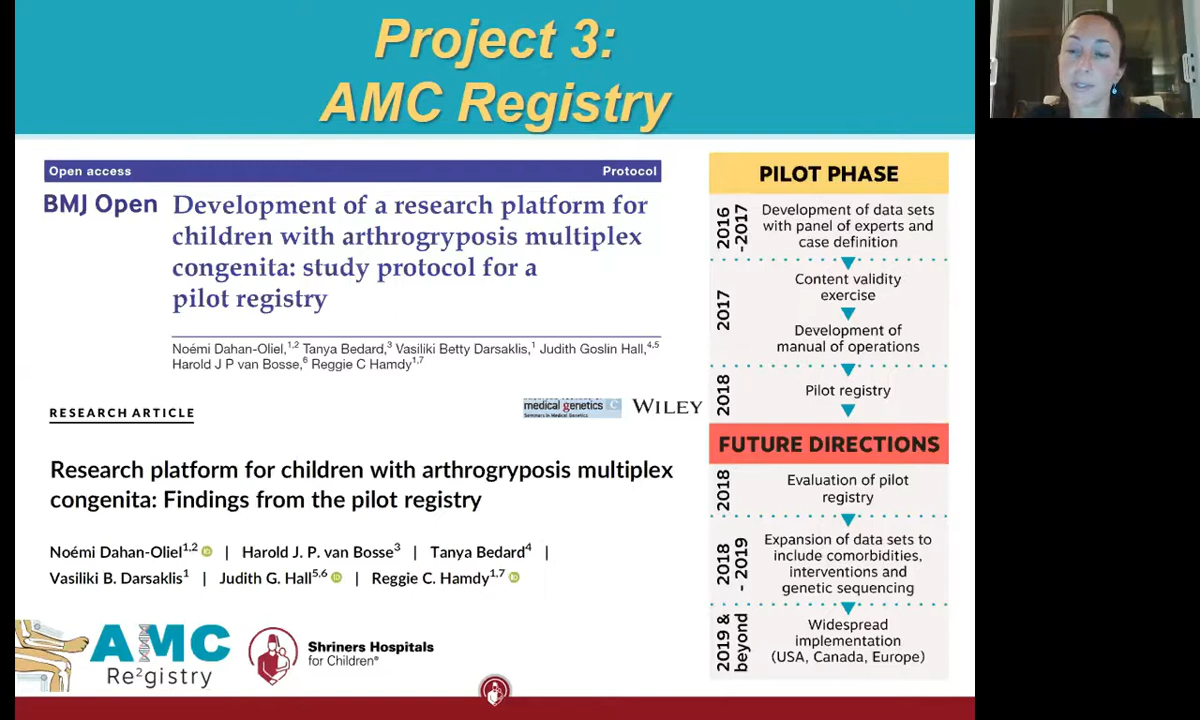 Project 3:
AMC Registry
Open access Protocol
BMJ Open Development of a research platform for
children with arthrogryposis multiplex
congenita: study protocol for a
pilot registry
Noémi Dahan-Oliel,1,2 Tanya Bedard,3 Vasiliki Betty Darsaklis,1 Judith Goslin Hall,4,5
Harold J P van Bosse,6 Reggie C Hamdy1,7
RESEARCH ARTICLE
medical genetics C WILEY
Seminars in Medical Genetics
Research platform for children with arthrogryposis multiplex
congenita: Findings from the pilot registry
Noémi Dahan-Oliel1,2 | Harold J. P. van Bosse3 | Tanya Bedard4 |
Vasiliki B. Darsaklis1 | Judith G. Hall5,6 | Reggie C. Hamdy1,7
AMC
Re2gistry
Shriners Hospitals
for Children®
PILOT PHASE
2016
-2017
Development of data sets
with panel of experts and
case definition
2017
Content validity
exercise
Development of
manual of operations
2018
Pilot registry
FUTURE DIRECTIONS
2018
Evaluation of pilot
registry
2018
- 2019
Expansion of data sets to
include comorbidities,
interventions and
genetic sequencing
2019 &
beyond
Widespread
implementation
(USA, Canada, Europe)